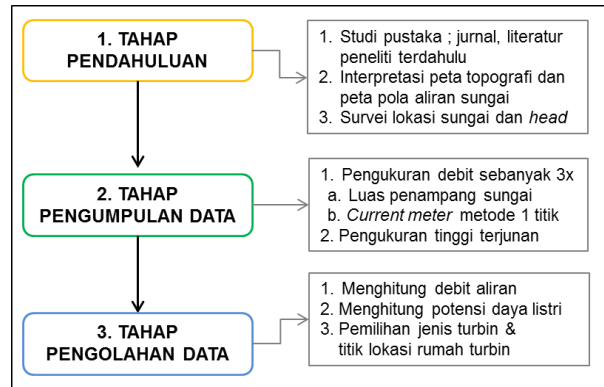 1. TAHAP
PENDAHULUAN
1. Studi pustaka ; jurnal, literatur
peneliti terdahulu
2. Interpretasi peta topografi dan
peta pola aliran sungai
3. Survei lokasi sungai dan head
2. TAHAP
PENGUMPULAN DATA
1. Pengukuran debit sebanyak 3x
a. Luas penampang sungai
b. Current meter metode 1 titik
2. Pengukuran tinggi terjunan
3. TAHAP
PENGOLAHAN DATA
1. Menghitung debit aliran
2. Menghitung potensi daya listri
3. Pemilihan jenis turbin &
titik lokasi rumah turbin